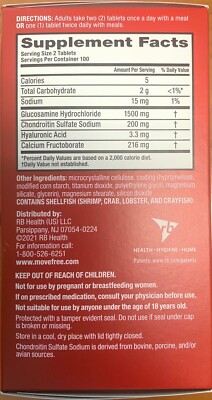 DIRECTIONS: Adults take two (2) tablets once a day with a meal
OR one (1) tablet twice daily with meals.
Supplement Facts
Serving Size 2 Tablets
Servings Per Container 100
Amount Per Serving % Daily Value
Calories 5
Total Carbohydrate 2 g <1%*
Sodium 15 mg 1%
Glucosamine Hydrochloride 1500 mg †
Chondroitin Sulfate Sodium 200 mg †
Hyaluronic Acid 3.3 mg †
Calcium Fructoborate 216 mg †
*Percent Daily Values are based on a 2,000 calorie diet.
†Daily Value not established.
Other Ingredients: microcrystalline cellulose, coating (hypromellose,
modified corn starch, titanium dioxide, polyethylene glycol), magnesium
silicate, glycerin, magnesium stearate, silicon dioxide
CONTAINS SHELLFISH (SHRIMP, CRAB, LOBSTER, AND CRAYFISH)
Distributed by:
RB Health (US) LLC
Parsippany, NJ 07054-0224
©2021 RB Health
For information call:
1-800-526-6251
www.movefree.com
HEALTH • HYGIENE • HOME
KEEP OUT OF REACH OF CHILDREN.
Not for use by pregnant or breastfeeding women.
If on prescribed medication, consult your physician before use.
Not suitable for use by anyone under the age of 18 years old.
Protected with a tamper evident seal. Do not use if seal under cap
is broken or missing.
Store in a cool, dry place with lid tightly closed.
Chondroitin Sulfate Sodium is derived from bovine, porcine, and/or
avian sources.